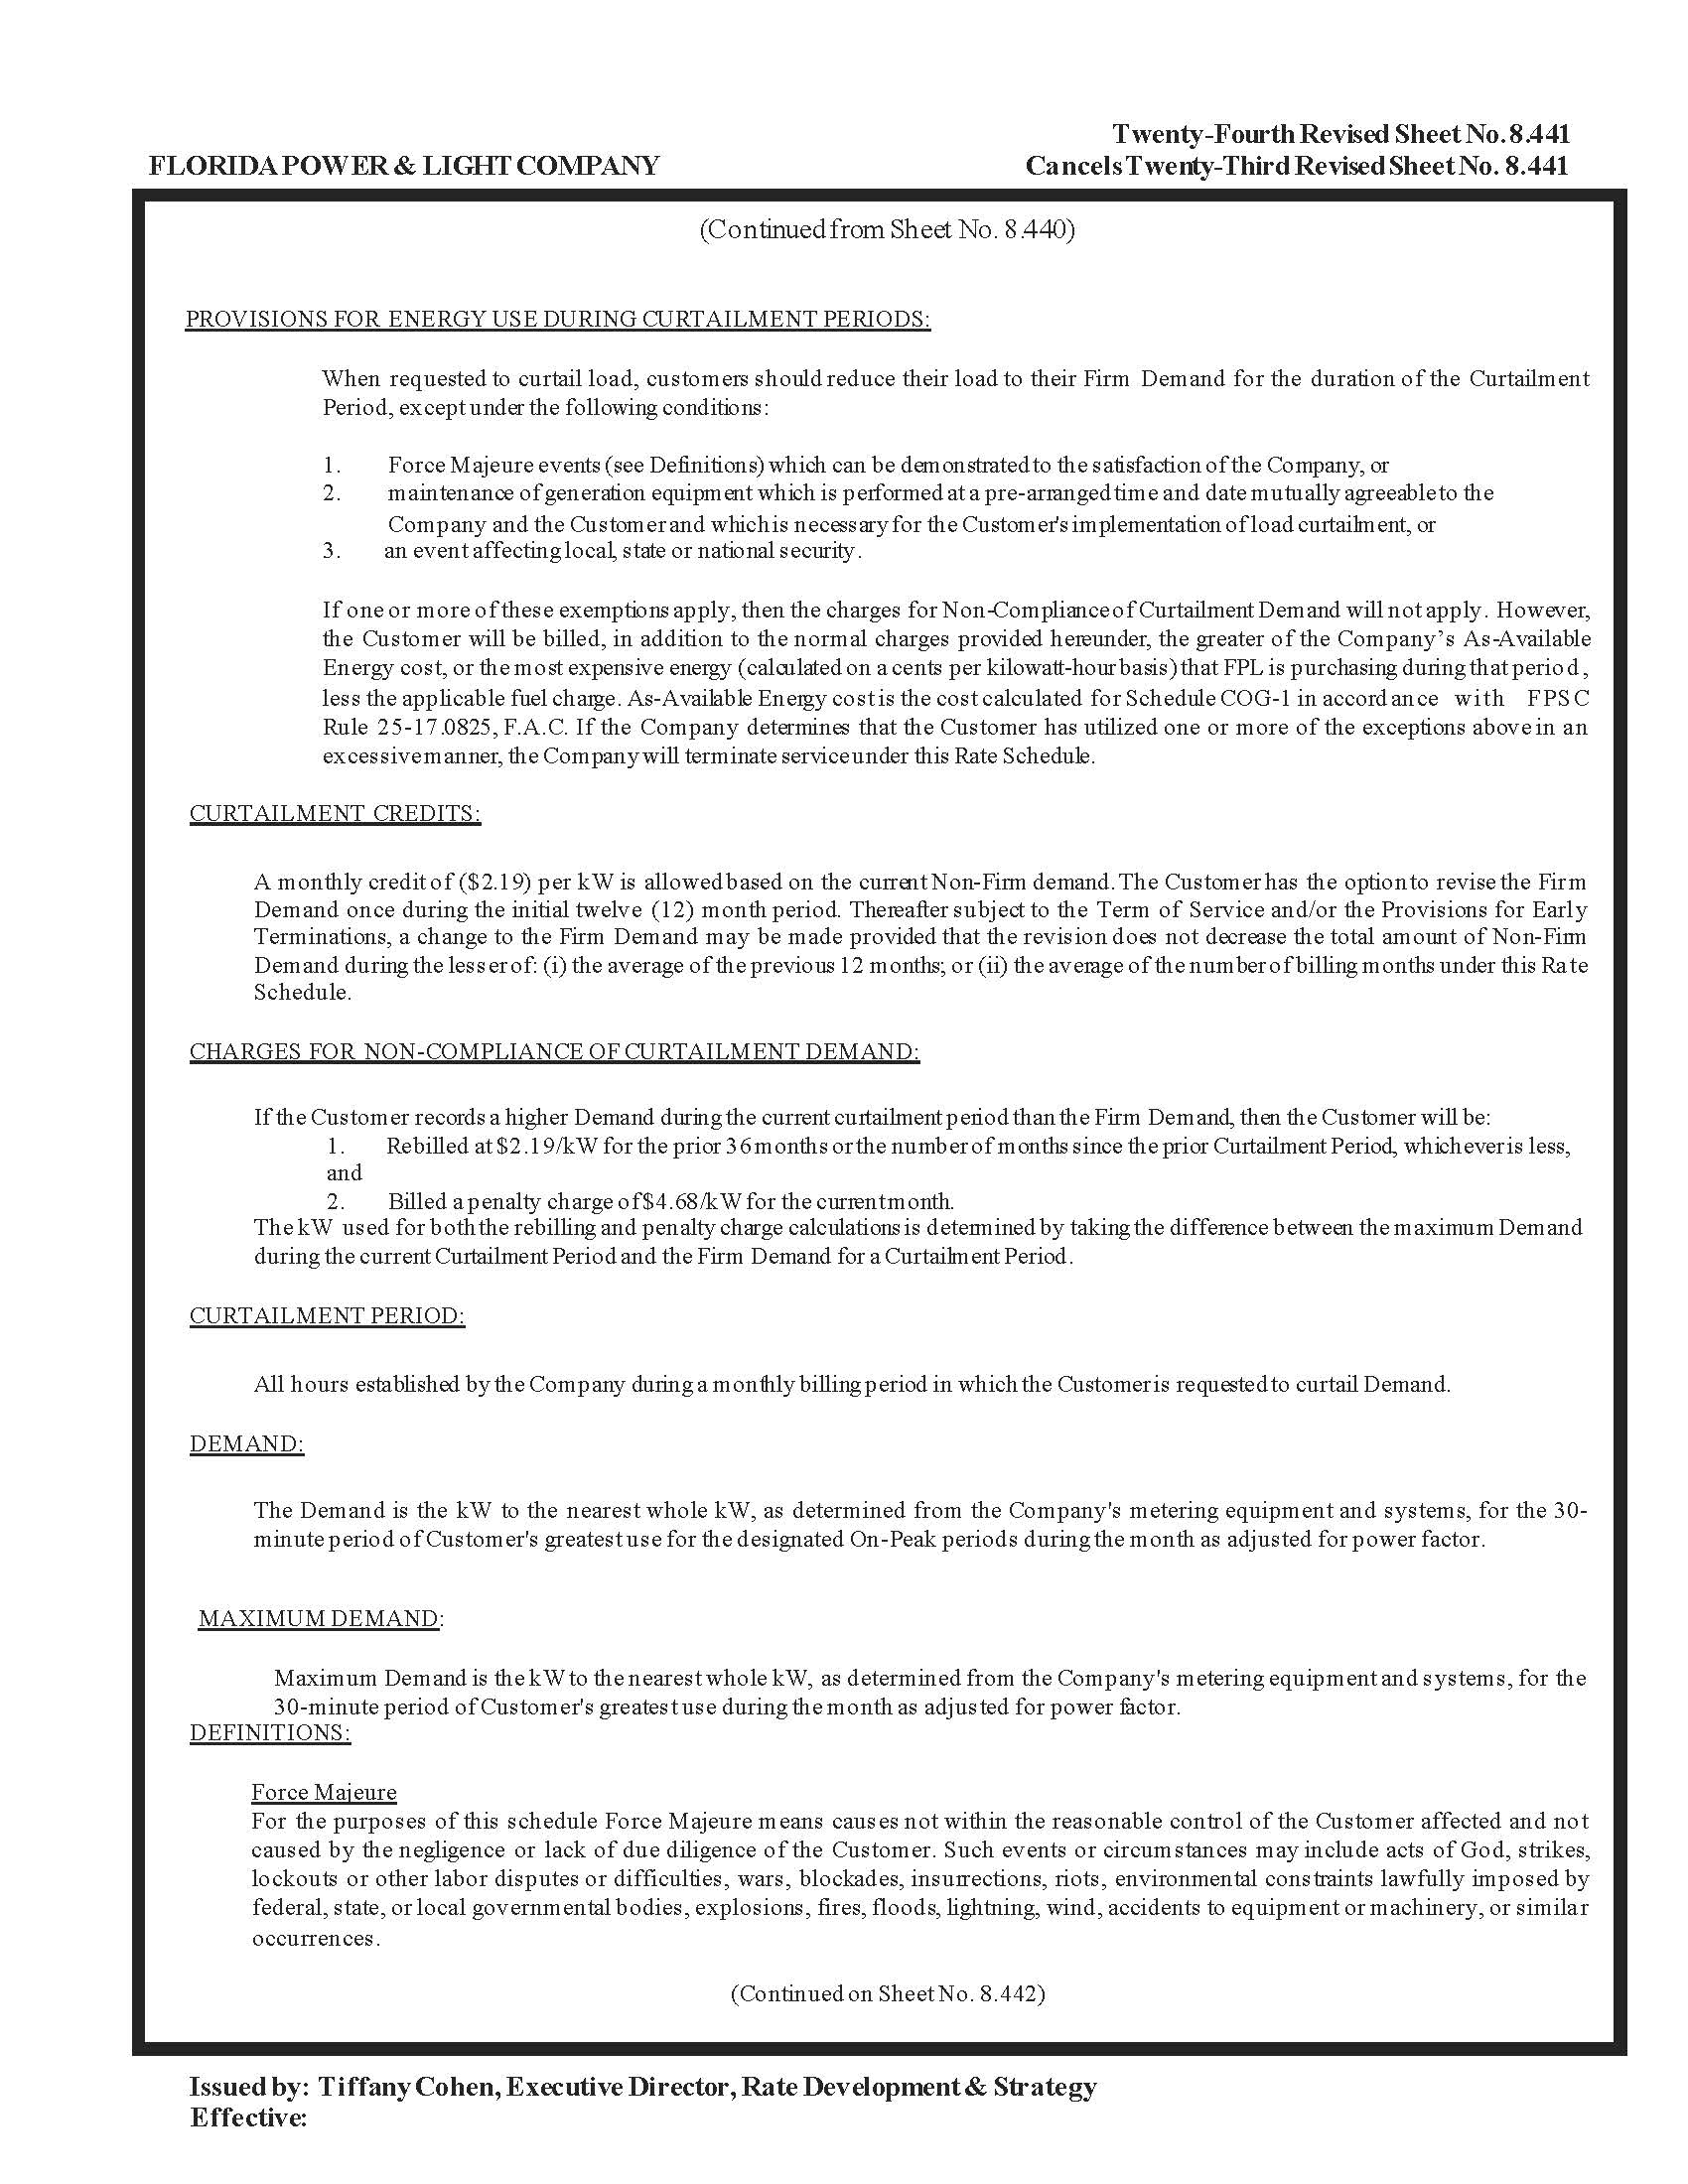 Twenty-Fourth Revised Sheet No. 8.441
FLORIDA POWER & LIGHT COMPANY Cancels Twenty-Third Revised Sheet No. 8.441
(Continued from Sheet No. 8.440)
PROVISIONS FOR ENERGY USE DURING CURTAILMENT PERIODS:
When requested to curtail load, customers should reduce their load to their Firm Demand for the duration of the Curtailment
Period, except under the following conditions:
1. Force Majeure events (see Definitions) which can be demonstrated to the satisfaction of the Company, or
2. maintenance of generation equipment which is performed at a pre-arranged time and date mutually agreeable to the
Company and the Customer and which is necessary for the Customer's implementation of load curtailment, or
3. an event affecting local, state or national security.
If one or more of these exemptions apply, then the charges for Non-Compliance of Curtailment Demand will not apply. However,
the Customer will be billed, in addition to the normal charges provided hereunder, the greater of the Company's As-Available
Energy cost, or the most expensive energy (calculated on a cents per kilowatt-hour basis) that FPL is purchasing during that period,
less the applicable fuel charge. As-Available Energy cost is the cost calculated for Schedule COG-1 in accordance with FPSC
Rule 25-17.0825, F.A.C. If the Company determines that the Customer has utilized one or more of the exceptions above in an
excessive manner, the Company will terminate service under this Rate Schedule.
CURTAILMENT CREDITS:
A monthly credit of ($2.19) per kW is allowed based on the current Non-Firm demand. The Customer has the option to revise the Firm
Demand once during the initial twelve (12) month period. Thereafter subject to the Term of Service and/or the Provisions for Early
Terminations, a change to the Firm Demand may be made provided that the revision does not decrease the total amount of Non-Firm
Demand during the lesser of: (i) the average of the previous 12 months; or (ii) the average of the number of billing months under this Rate
Schedule.
CHARGES FOR NON-COMPLIANCE OF CURTAILMENT DEMAND:
If the Customer records a higher Demand during the current curtailment period than the Firm Demand, then the Customer will be:
1. Rebilled at $2.19/kW for the prior 36 months or the number of months since the prior Curtailment Period, whichever is less,
and
2. Billed a penalty charge of $4.68/kW for the current month.
The kW used for both the rebilling and penalty charge calculations is determined by taking the difference between the maximum Demand
during the current Curtailment Period and the Firm Demand for a Curtailment Period.
CURTAILMENT PERIOD:
All hours established by the Company during a monthly billing period in which the Customer is requested to curtail Demand.
DEMAND:
The Demand is the kW to the nearest whole kW, as determined from the Company's metering equipment and systems, for the 30-
minute period of Customer's greatest use for the designated On-Peak periods during the month as adjusted for power factor.
MAXIMUM DEMAND:
Maximum Demand is the kW to the nearest whole kW, as determined from the Company's metering equipment and systems, for the
30-minute period of Customer's greatest use during the month as adjusted for power factor.
DEFINITIONS:
Force Majeure
For the purposes of this schedule Force Majeure means causes not within the reasonable control of the Customer affected and not
caused by the negligence or lack of due diligence of the Customer. Such events or circumstances may include acts of God, strikes,
lockouts or other labor disputes or difficulties, wars, blockades, insurrections, riots, environmental constraints lawfully imposed by
federal, state, or local governmental bodies, explosions, fires, floods, lightning, wind, accidents to equipment or machinery, or similar
occurrences.
(Continued on Sheet No. 8.442)
Issued by: Tiffany Cohen, Executive Director, Rate Development & Strategy
Effective: